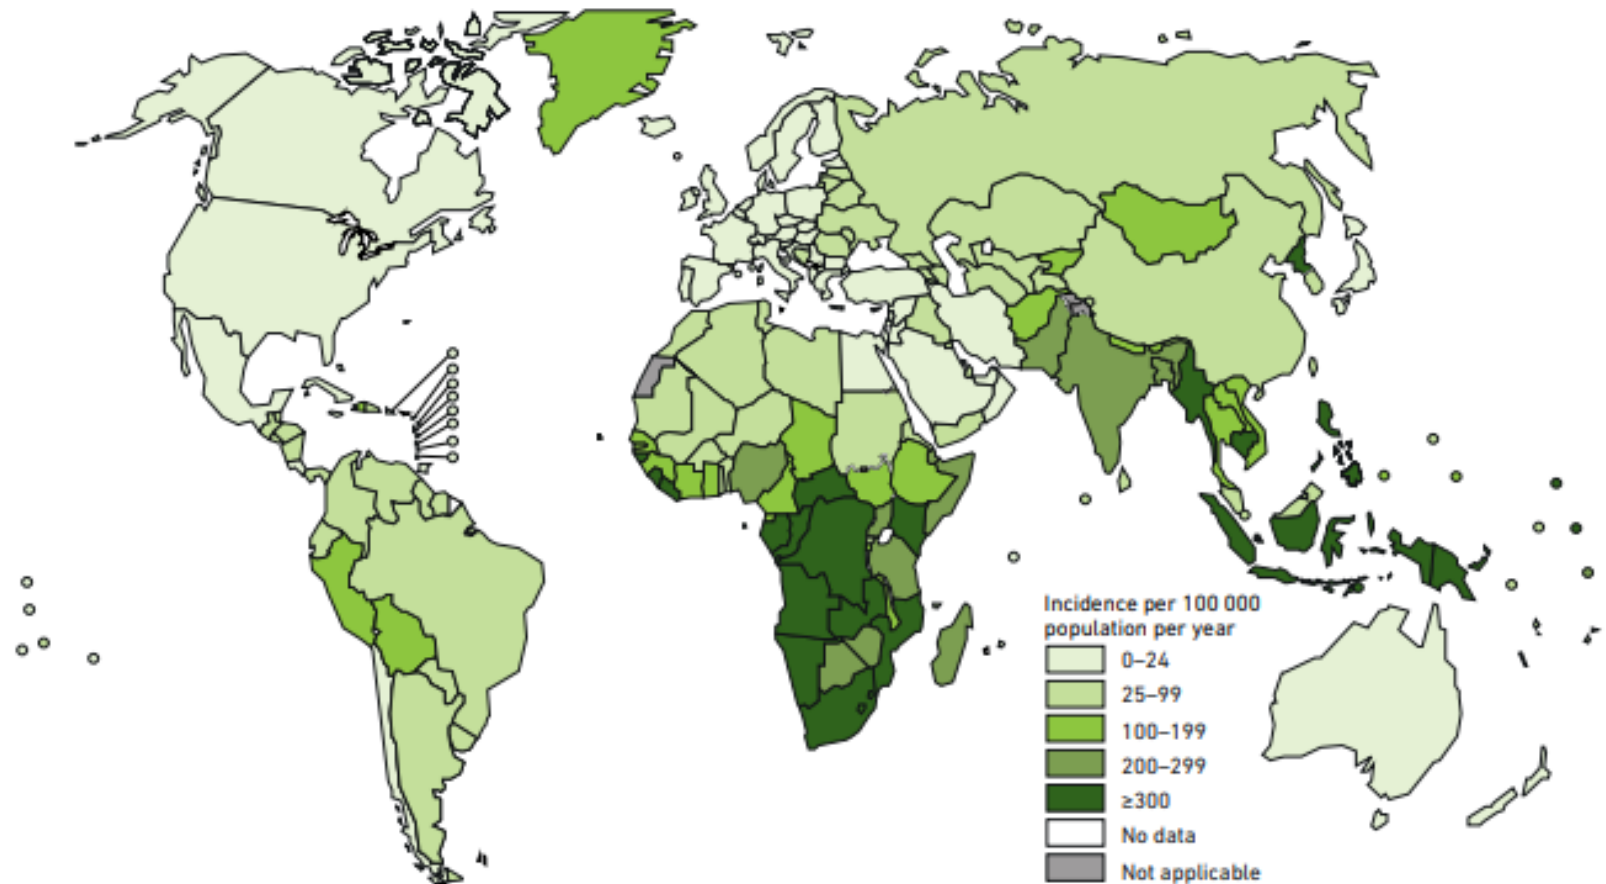 Incidence per 100 000
population per year
0–24
25–99
100–199
200–299
≥300
No data
Not applicable